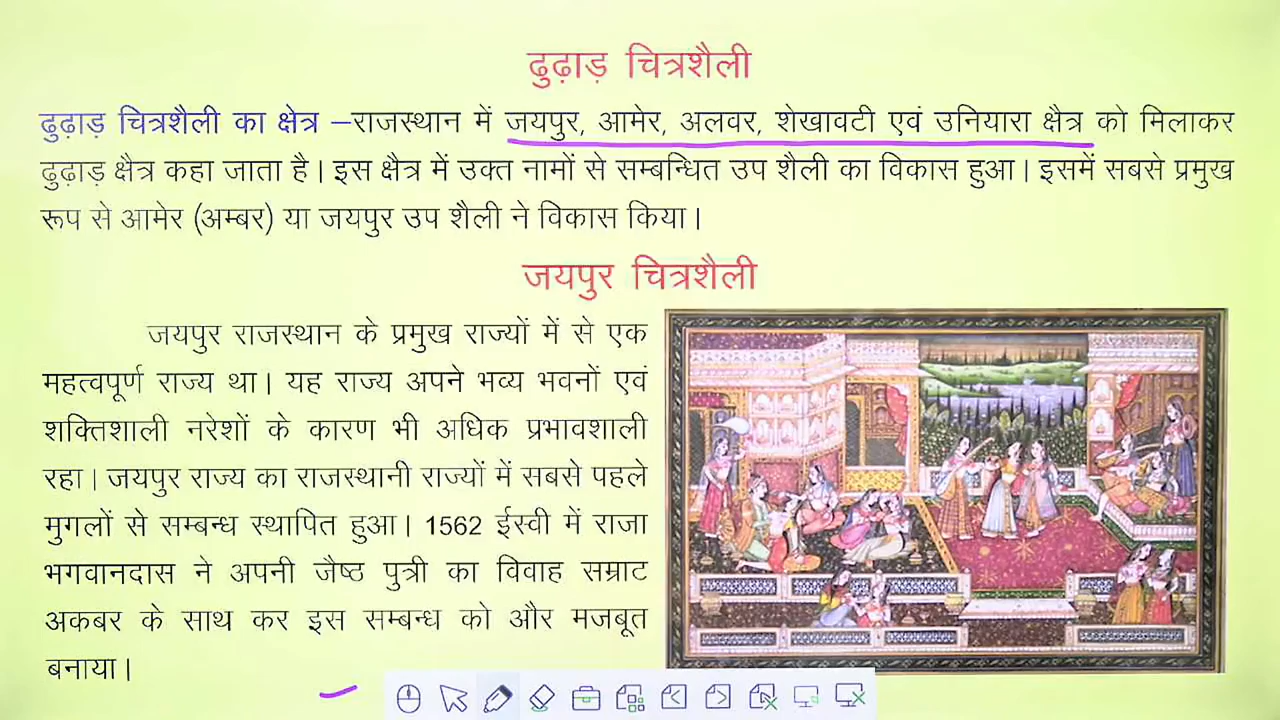 ढुढ़ाड़ चित्रशैली
ढुढ़ाड़ चित्रशैली का क्षेत्र –राजस्थान में जयपुर, आमेर, अलवर, शेखावटी एवं उनियारा क्षैत्र को मिलाकर
ढुढ़ाड़ क्षैत्र कहा जाता है। इस क्षैत्र में उक्त नामों से सम्बन्धित उप शैली का विकास हुआ। इसमें सबसे प्रमुख
रूप से आमेर (अम्बर) या जयपुर उप शैली ने विकास किया।
जयपुर चित्रशैली
जयपुर राजस्थान के प्रमुख राज्यों में से एक
महत्वपूर्ण राज्य था। यह राज्य अपने भव्य भवनों एवं
शक्तिशाली नरेशों के कारण भी अधिक प्रभावशाली
रहा। जयपुर राज्य का राजस्थानी राज्यों में सबसे पहले
मुगलों से सम्बन्ध स्थापित हुआ। 1562 ईस्वी में राजा
भगवानदास ने अपनी जैष्ठ पुत्री का विवाह सम्राट
अकबर के साथ कर इस सम्बन्ध को और मजबूत
बनाया।